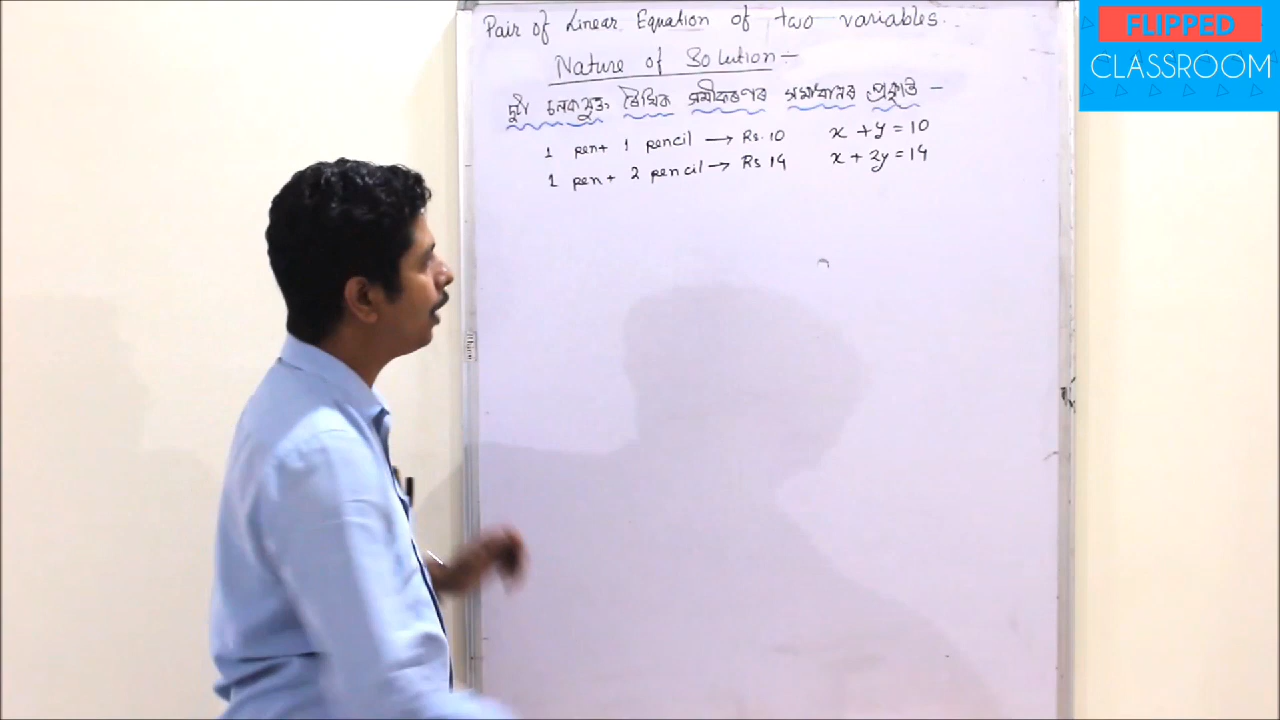 Pair of Linear Equation of two variables.
Nature of Solution:-
দুটা চলকযুক্ত ৰৈখিক সমীকৰণৰ সমাধানৰ প্ৰকৃতি -
1 pen + 1 pencil → Rs. 10 x + y = 10
1 pen + 2 pencil → Rs 14 x + 2y = 14
FLIPPED
CLASSROOM